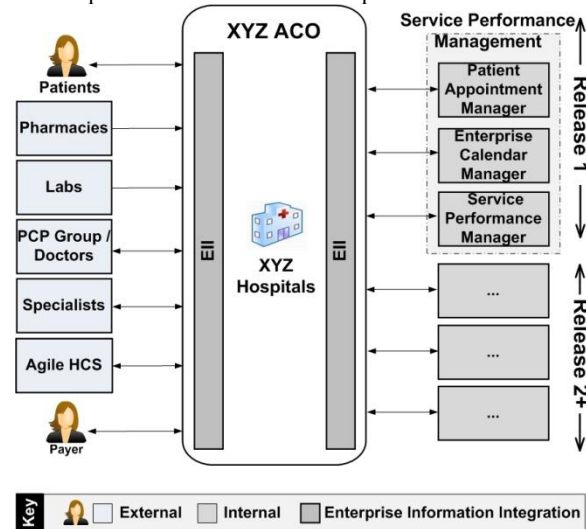 XYZ ACO
Service Performance
Management
Patients
Pharmacies
Labs
PCP Group /
Doctors
Specialists
Agile HCS
Payer
EII
XYZ
Hospitals
EII
Patient
Appointment
Manager
Enterprise
Calendar
Manager
Service
Performance
Manager
...
...
...
Release 1
Release 2+
Key
External
Internal
Enterprise Information Integration